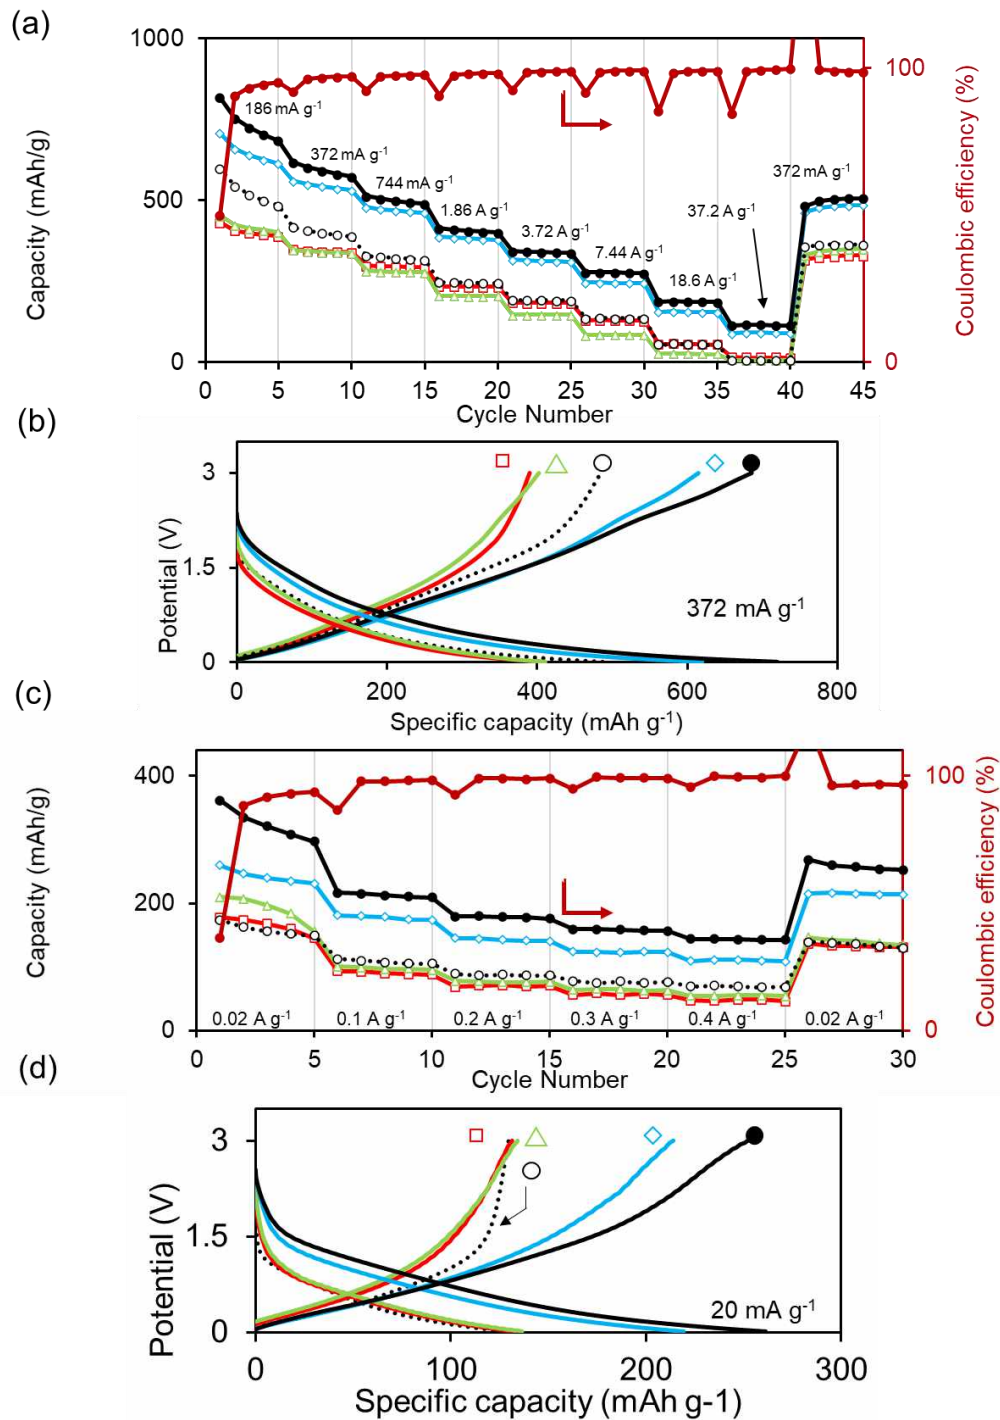 (a)
1000
500
0
Capacity (mAh/g)
186 mA g-1
372 mA g-1
744 mA g-1
1.86 A g-1
3.72 A g-1
7.44 A g-1
18.6 A g-1
37.2 A g-1
372 mA g-1
100
0
Coulombic efficiency (%)
0 5 10 15 20 25 30 35 40 45
Cycle Number
(b)
3
1.5
0
Potential (V)
372 mA g-1
0 200 400 600 800
Specific capacity (mAh g-1)
(c)
400
200
0
Capacity (mAh/g)
0.02 A g-1
0.1 A g-1
0.2 A g-1
0.3 A g-1
0.4 A g-1
0.02 A g-1
100
0
Coulombic efficiency (%)
0 5 10 15 20 25 30
Cycle Number
(d)
3
1.5
0
Potential (V)
20 mA g-1
0 100 200 300
Specific capacity (mAh g-1)